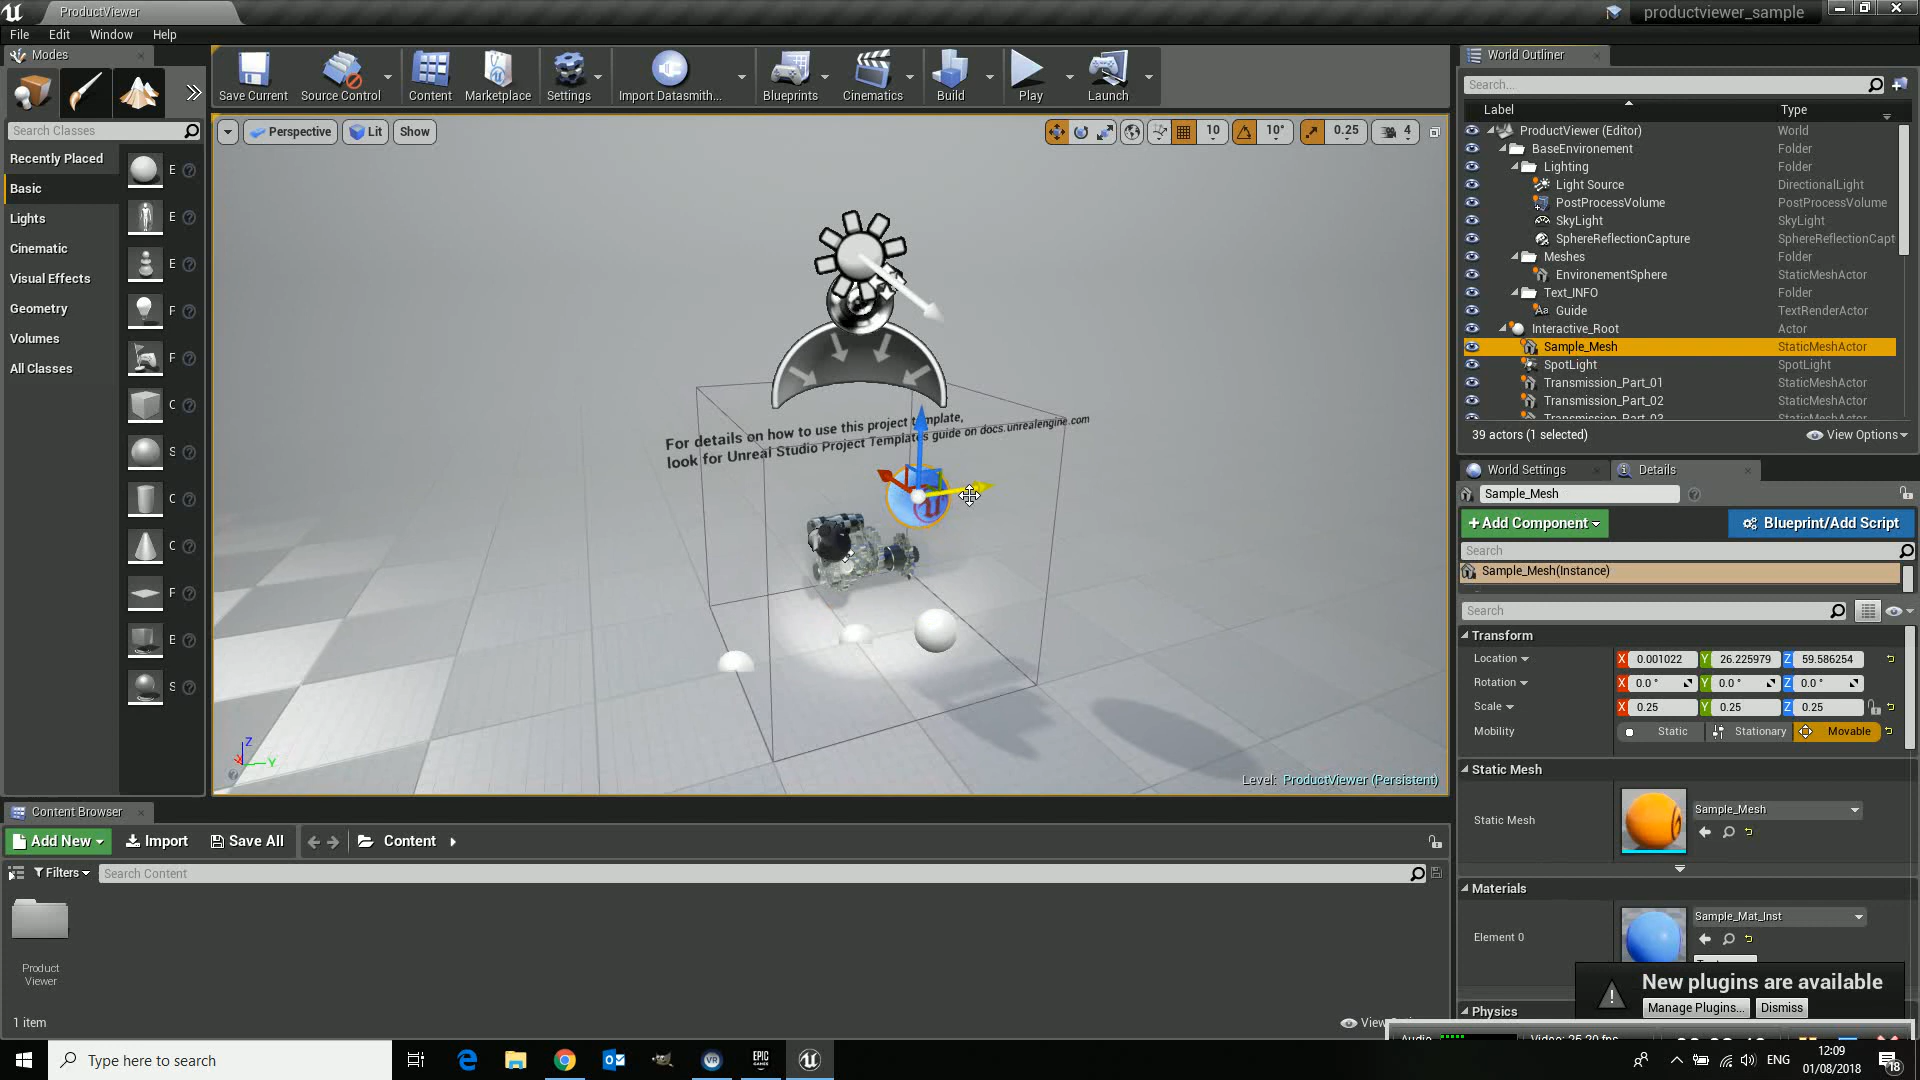 ProductViewer
productviewer_sample
File Edit Window Help
Modes
Search Classes
Recently Placed
Basic
Lights
Cinematic
Visual Effects
Geometry
Volumes
All Classes
E
E
E
F
F
C
S
C
C
F
E
S
Save Current
Source Control
Content
Marketplace
Settings
Import Datasmith...
Blueprints
Cinematics
Build
Play
Launch
Perspective Lit Show
10 10° 0.25 4
For details on how to use this project template,
look for Unreal Studio Project Templates guide on docs.unrealengine.com
Z
Y
Level: ProductViewer (Persistent)
World Outliner
Search...
Label Type
ProductViewer (Editor) World
BaseEnvironement Folder
Lighting Folder
Light Source DirectionalLight
PostProcessVolume PostProcessVolume
SkyLight SkyLight
SphereReflectionCapture SphereReflectionCapt
Meshes Folder
EnvironementSphere StaticMeshActor
Text_INFO Folder
Guide TextRenderActor
Interactive_Root Actor
Sample_Mesh StaticMeshActor
SpotLight SpotLight
Transmission_Part_01 StaticMeshActor
Transmission_Part_02 StaticMeshActor
Transmission_Part_03 StaticMeshActor
39 actors (1 selected) View Options
World Settings Details
Sample_Mesh
+Add Component Blueprint/Add Script
Search
Sample_Mesh(Instance)
Search
Transform
Location X 0.001022 Y 26.225979 Z 59.586254
Rotation X 0.0 ° Y 0.0 ° Z 0.0 °
Scale X 0.25 Y 0.25 Z 0.25
Mobility Static Stationary Movable
Static Mesh
Static Mesh Sample_Mesh
Materials
Element 0 Sample_Mat_Inst
Physics
New plugins are available
Manage Plugins... Dismiss
Content Browser
Add New Import Save All Content
Filters Search Content
Product
Viewer
1 item
Type here to search
VR
EPIC GAMES
ENG
12:09
01/08/2018
18